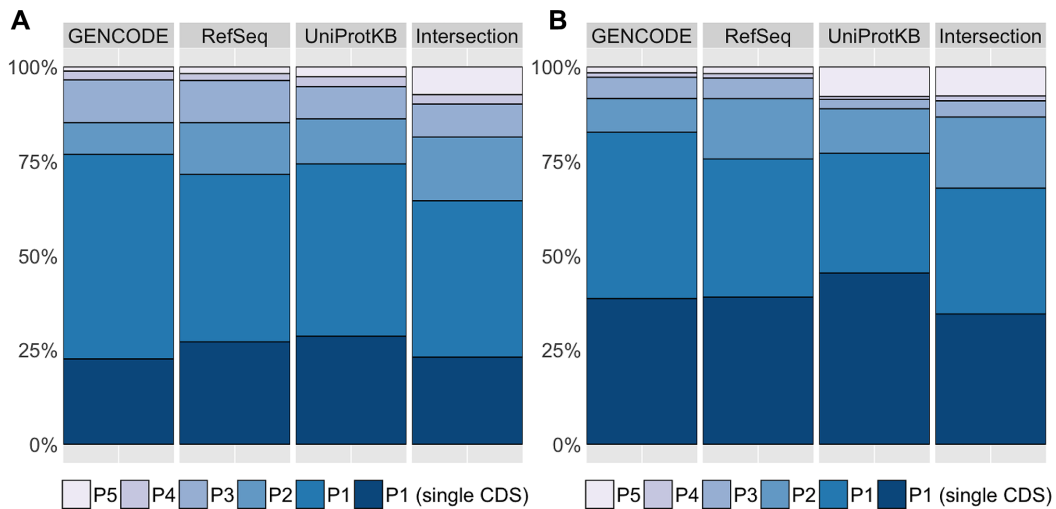 A
B
GENCODE RefSeq UniProtKB Intersection
GENCODE RefSeq UniProtKB Intersection
100%
75%
50%
25%
0%
100%
75%
50%
25%
0%
P5 P4 P3 P2 P1 P1 (single CDS)
P5 P4 P3 P2 P1 P1 (single CDS)